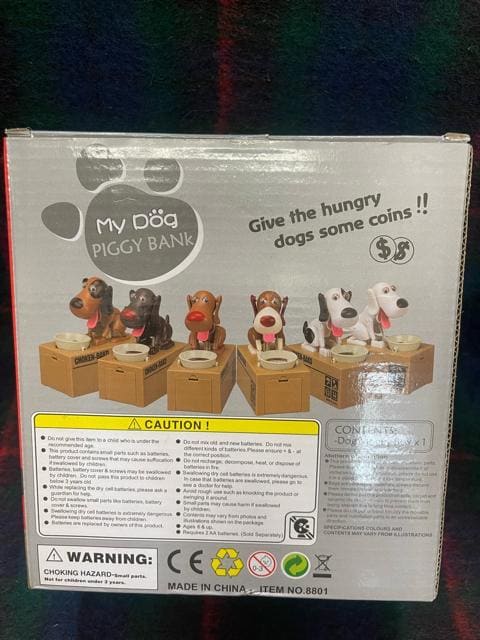 My Dög
PIGGY BANK
Give the hungry
dogs some coins !!
$ $
CHOKEN-BAKO
⚠ CAUTION !
● Do not give this item to a child who is under the
recommended age.
● This product contains small parts such as batteries,
battery cover and screws that may cause suffication
if swallowed by children.
● Batteries, battery cover & screws may be swallowed
by children. Do not pass this product to children
below 3 years old.
● While replacing the dry cell batteries, please ask a
guardian for help.
● Do not swallow small parts like batteries, battery
cover & screws.
● Dry cell batteries if swallowed are extremely dangerous.
Please keep batteries away from children.
● Batteries are replaced by owners of this product.
● Do not mix old and new batteries. Do not mix
different kinds of batteries. Please ensure + & - at
the correct position.
● Do not recharge, decompose, heat, or dispose of
batteries in fire.
● Swallowing dry cell batteries is extremely dangerous.
In case that batteries are swallowed, please go to
see a doctor for help.
● Avoid rough use such as knocking the product or
swinging it around.
● Small parts may cause harm if swallowed
by children.
● Contents may vary from photos and
illustrations shown on the package.
● Ages 6 & up.
● Requires 2 AA batteries. (Sold Separately)
CONTENTS:
-Dog x 1
SPECIFICATIONS COLOURS AND
CONTENTS MAY VARY FROM ILLUSTRATIONS
⚠ WARNING:
CHOKING HAZARD-Small parts.
Not for children under 3 years.
CE
0-3
MADE IN CHINA ITEM NO.8801